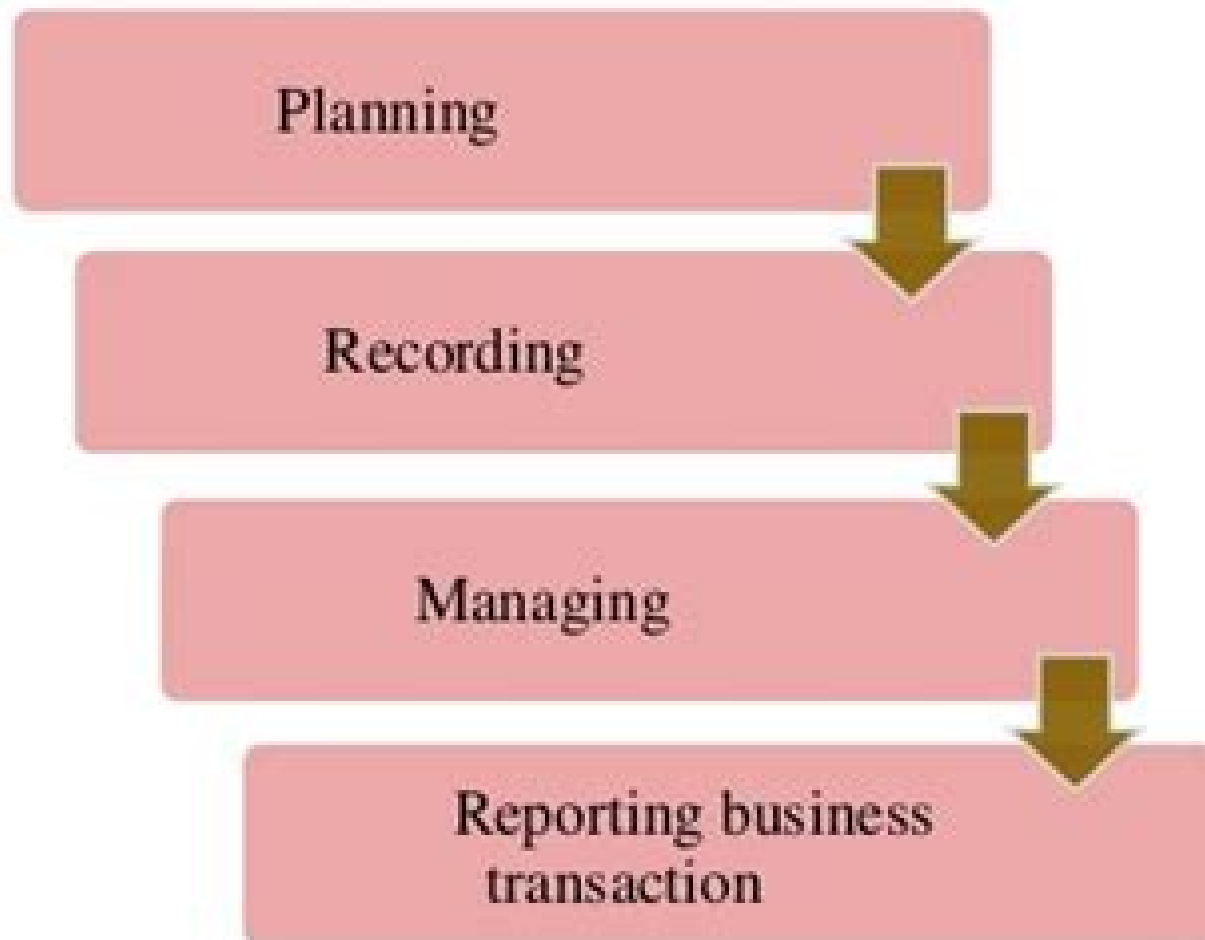 Planning
Recording
Managing
Reporting business
transaction